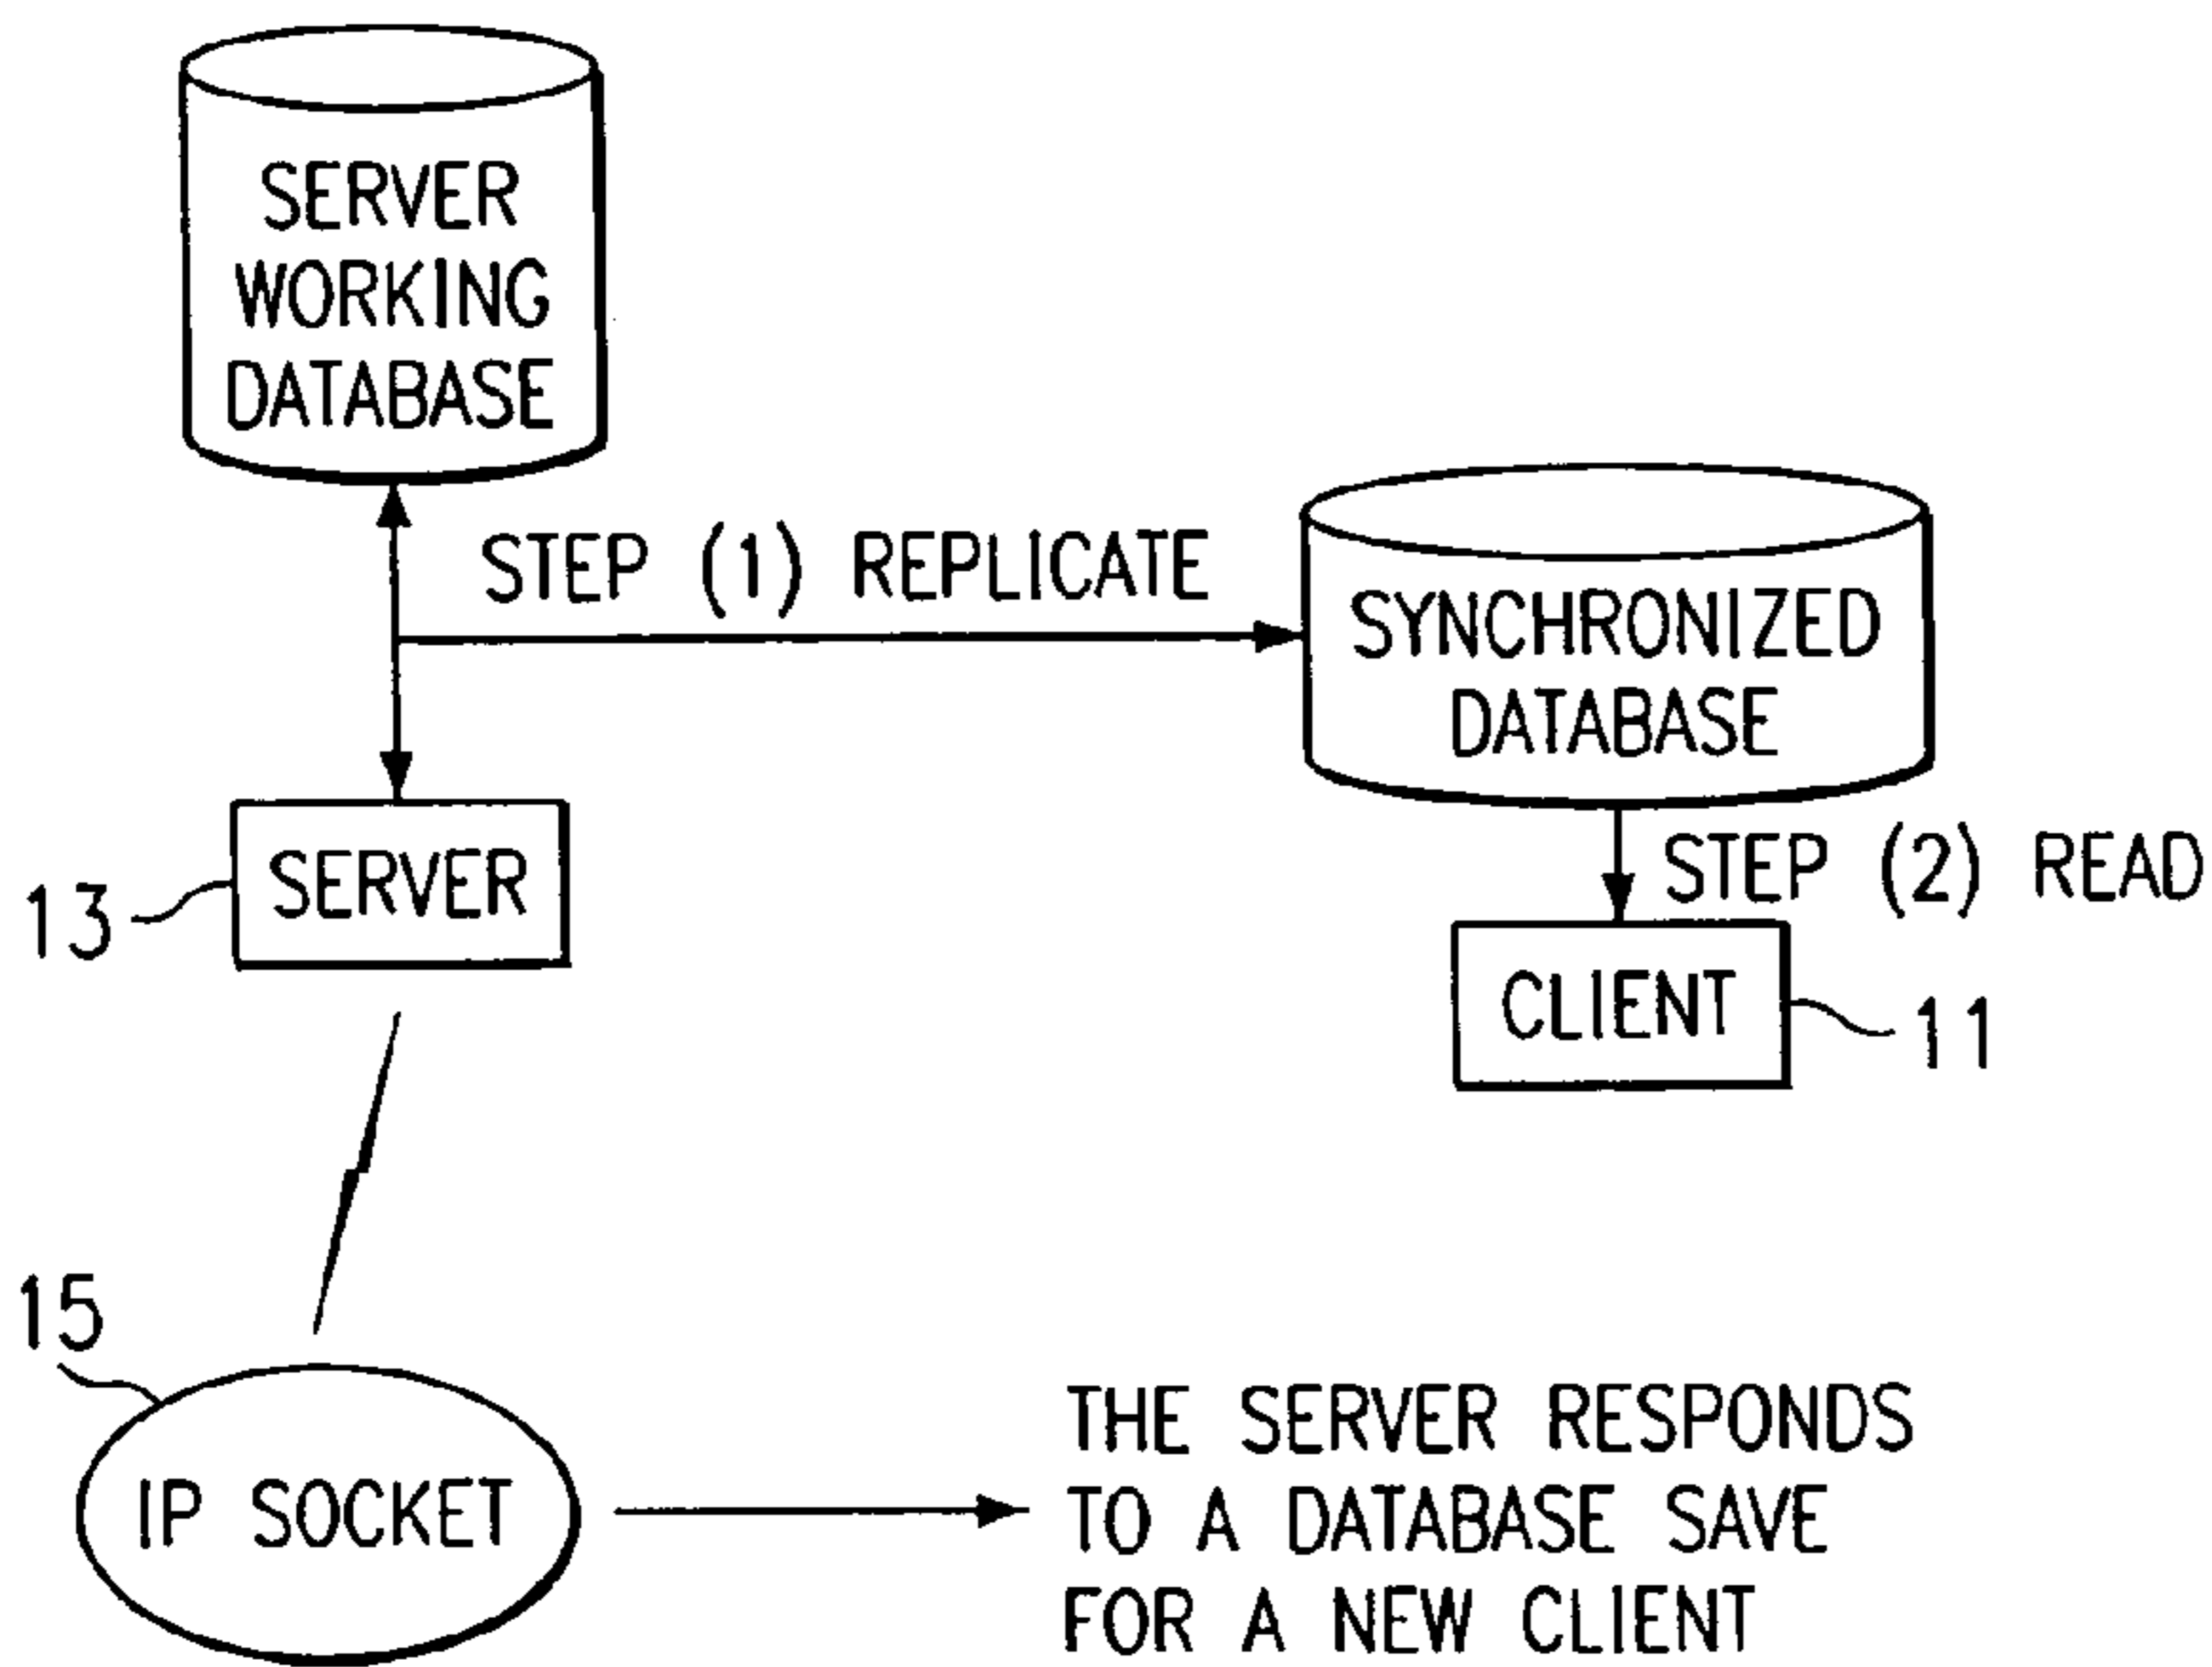 SERVER
WORKING
DATABASE
STEP (1) REPLICATE
SYNCHRONIZED
DATABASE
SERVER
13
STEP (2) READ
CLIENT
11
15
IP SOCKET
THE SERVER RESPONDS
TO A DATABASE SAVE
FOR A NEW CLIENT